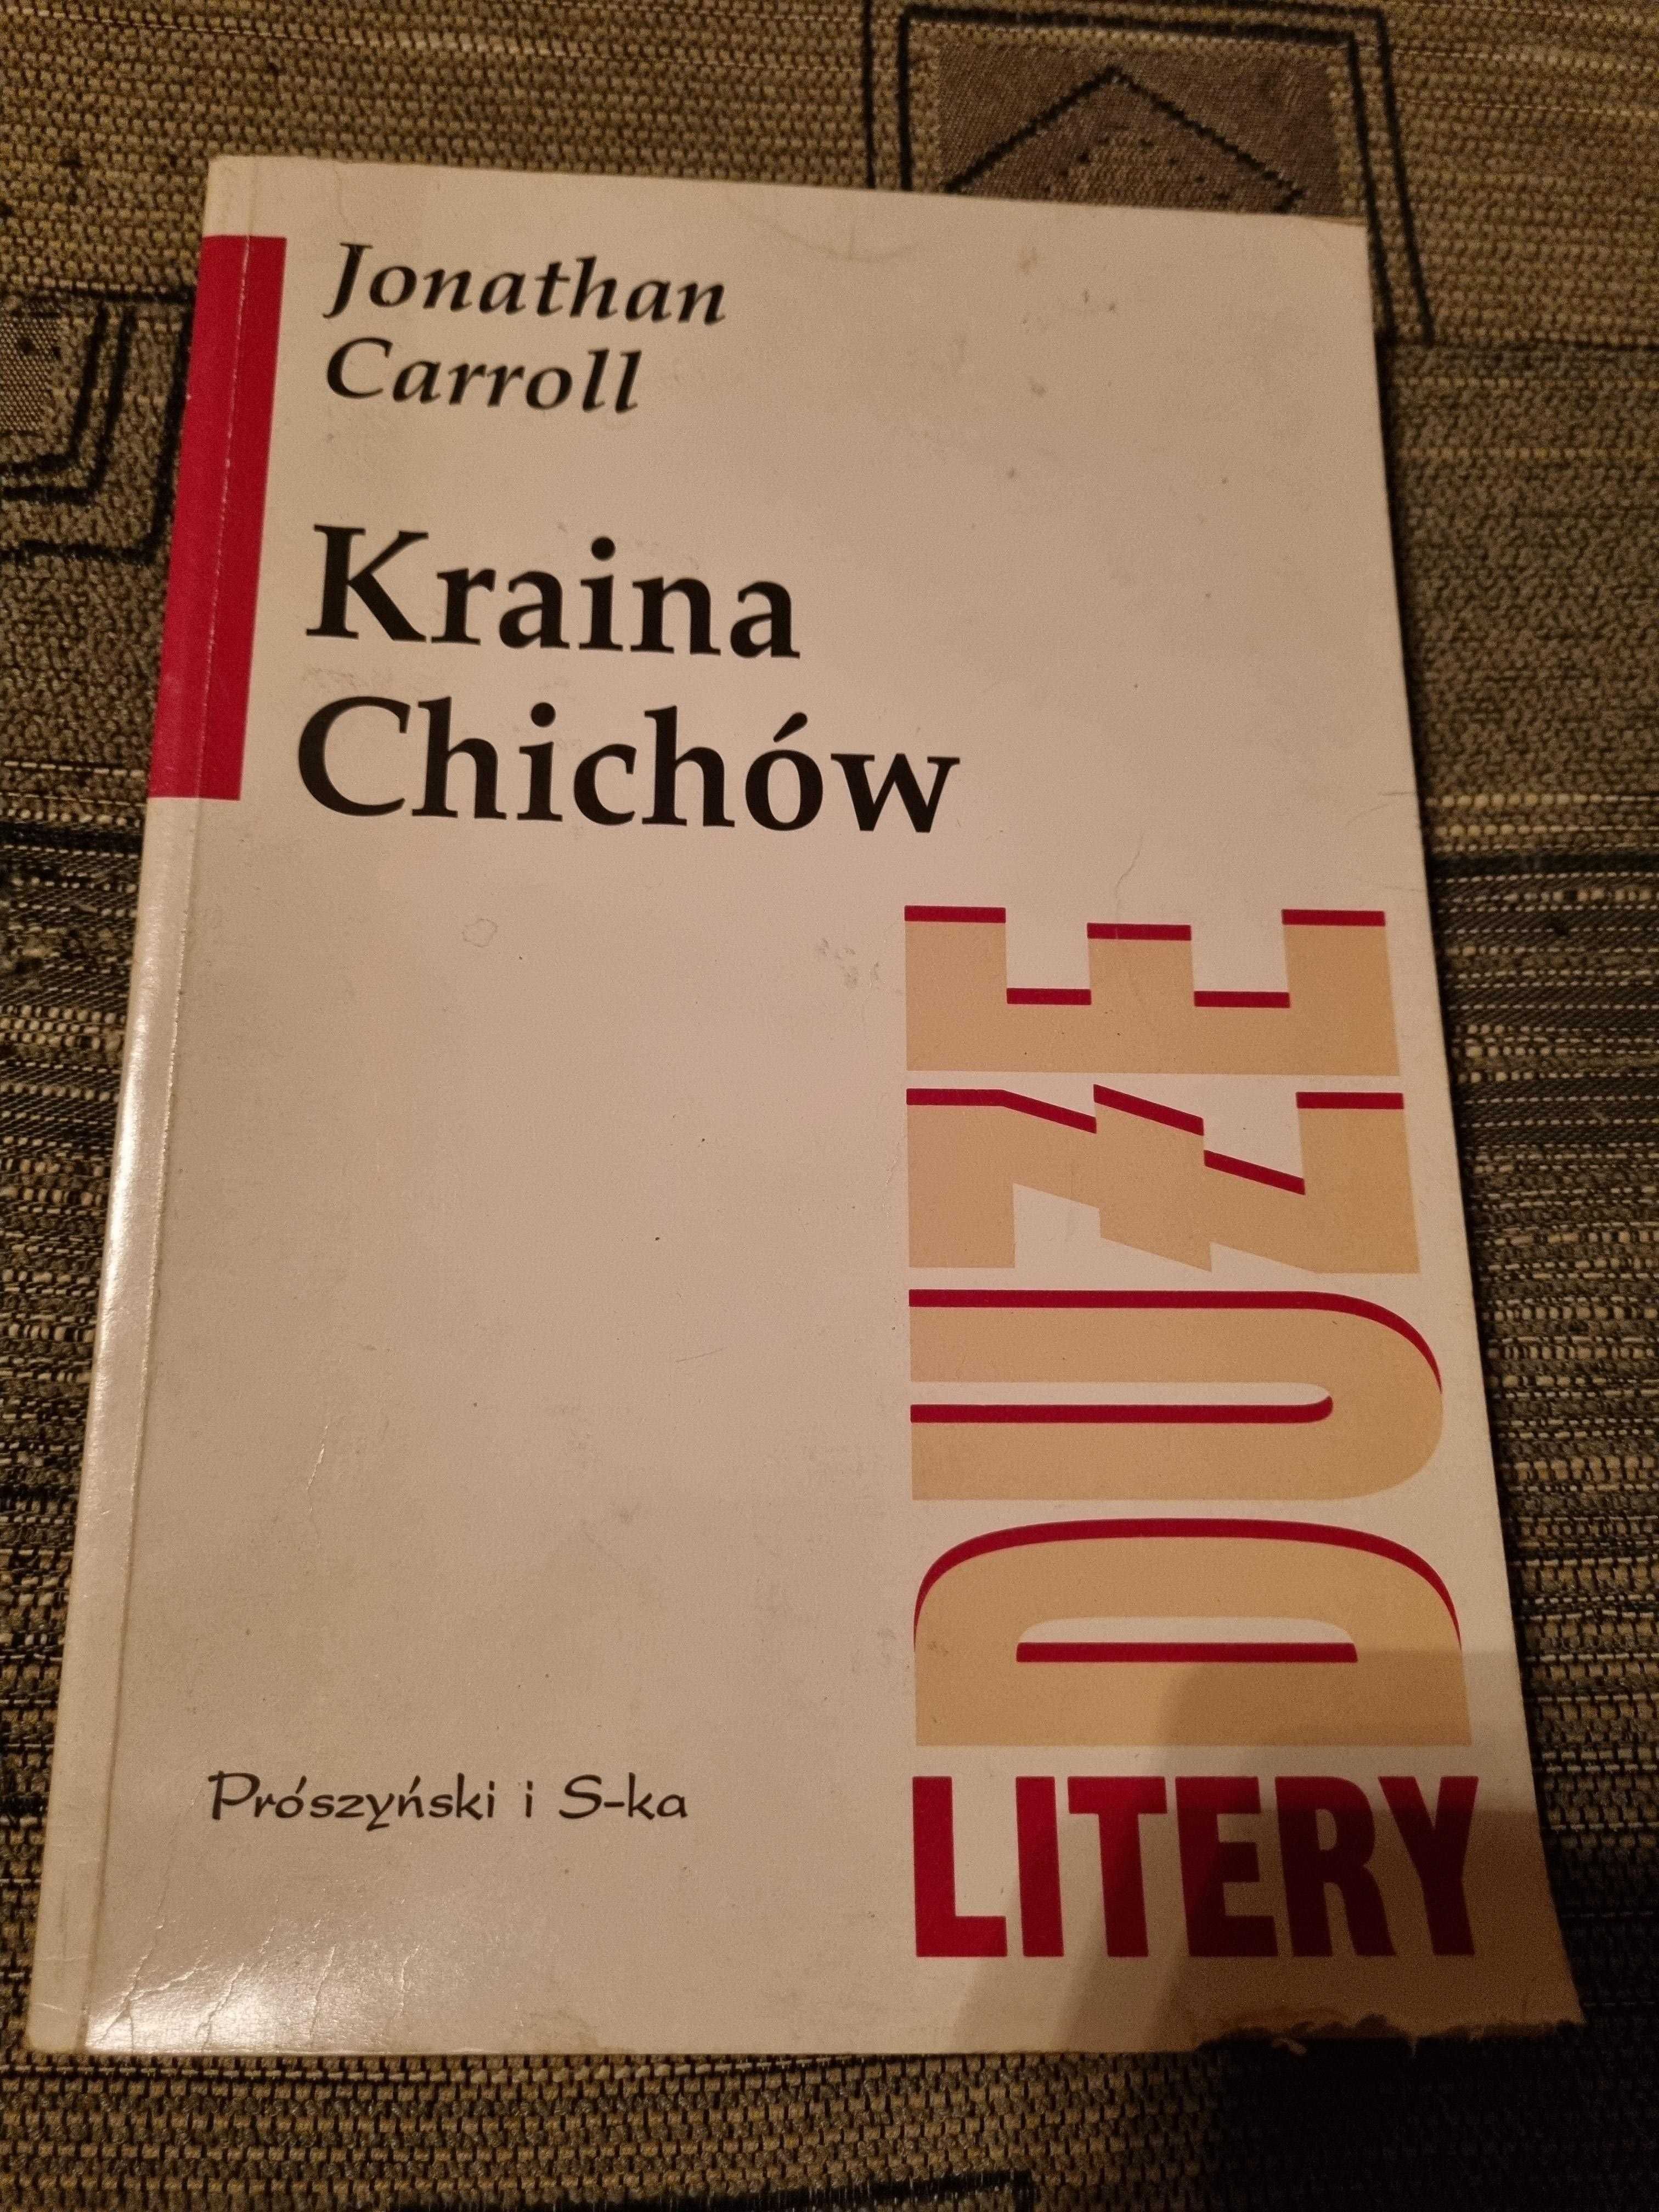 Jonathan
Carroll
Kraina
Chichów
DUŻE
LITERY
Prószyński i S-ka